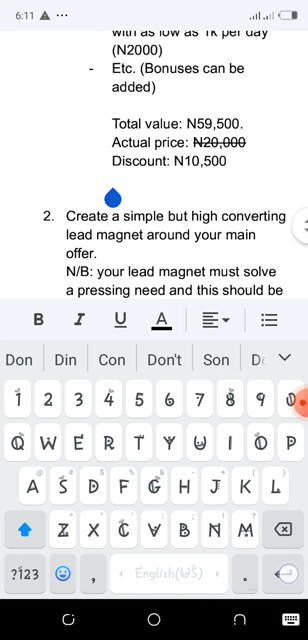 6:11
with as low as 1k per day
(N2000)
- Etc. (Bonuses can be
added)
Total value: N59,500.
Actual price: N20,000
Discount: N10,500
2. Create a simple but high converting
lead magnet around your main
offer.
N/B: your lead magnet must solve
a pressing need and this should be
B I U A
Don Din Con Don't Son
1 2 3 4 5 6 7 8 9 0
Q W E R T Y U I O P
@ # $ % & - + ( )
A S D F G H J K L
Z X C V B N M
?123 , English (US) .